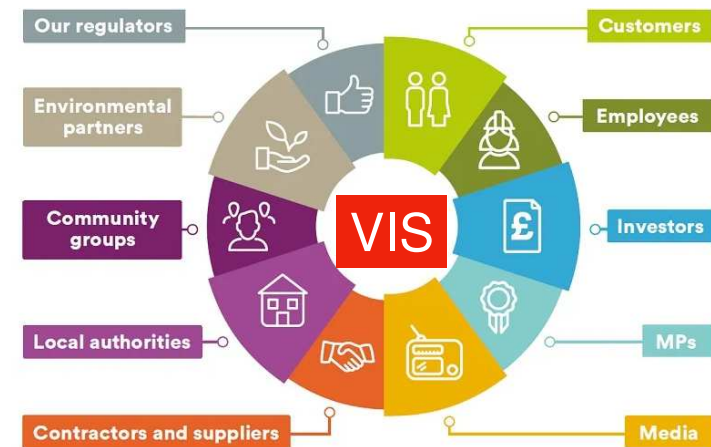 Our regulators
Customers
Environmental
partners
Employees
Community
groups
VIS
£
Investors
Local authorities
MPs
Contractors and suppliers
Media